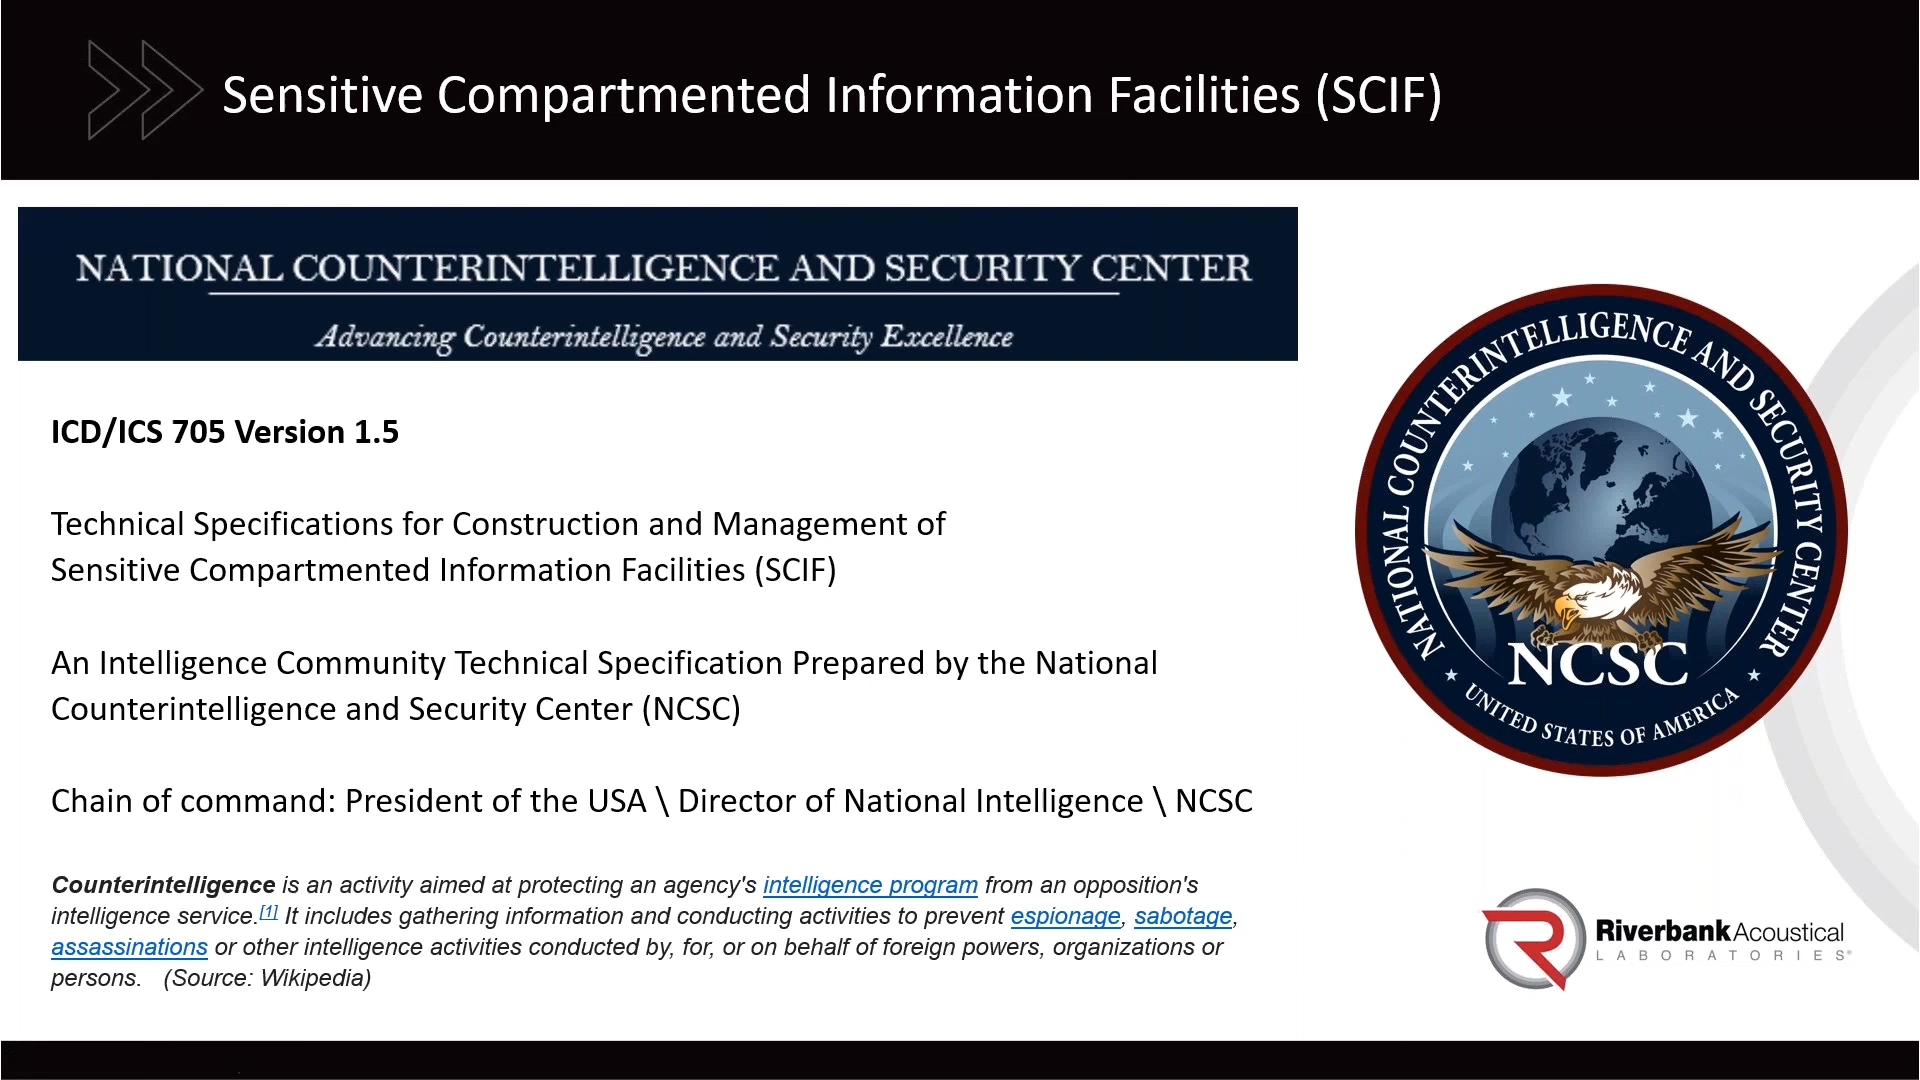 Sensitive Compartmented Information Facilities (SCIF)
NATIONAL COUNTERINTELLIGENCE AND SECURITY CENTER
Advancing Counterintelligence and Security Excellence
ICD/ICS 705 Version 1.5
Technical Specifications for Construction and Management of
Sensitive Compartmented Information Facilities (SCIF)
An Intelligence Community Technical Specification Prepared by the National
Counterintelligence and Security Center (NCSC)
Chain of command: President of the USA \ Director of National Intelligence \ NCSC
Counterintelligence is an activity aimed at protecting an agency's intelligence program from an opposition's
intelligence service.[1] It includes gathering information and conducting activities to prevent espionage, sabotage,
assassinations or other intelligence activities conducted by, for, or on behalf of foreign powers, organizations or
persons. (Source: Wikipedia)
NATIONAL COUNTERINTELLIGENCE AND SECURITY CENTER
NCSC
UNITED STATES OF AMERICA
Riverbank Acoustical
LABORATORIES®